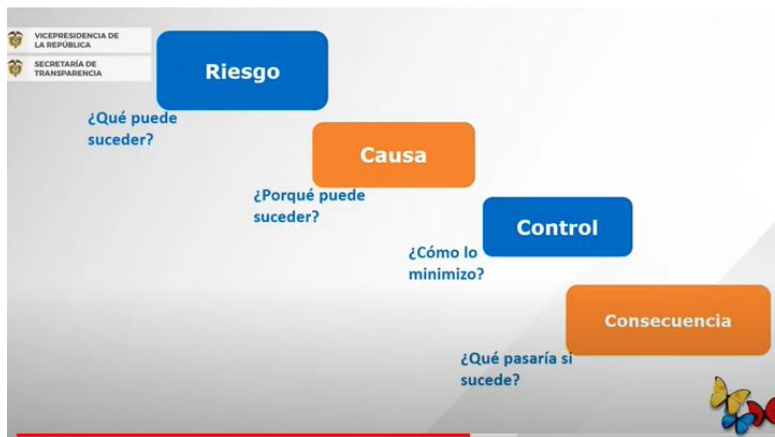 VICEPRESIDENCIA DE
LA REPÚBLICA
SECRETARÍA DE
TRANSPARENCIA
Riesgo
¿Qué puede
suceder?
Causa
¿Porqué puede
suceder?
Control
¿Cómo lo
minimizo?
Consecuencia
¿Qué pasaría si
sucede?